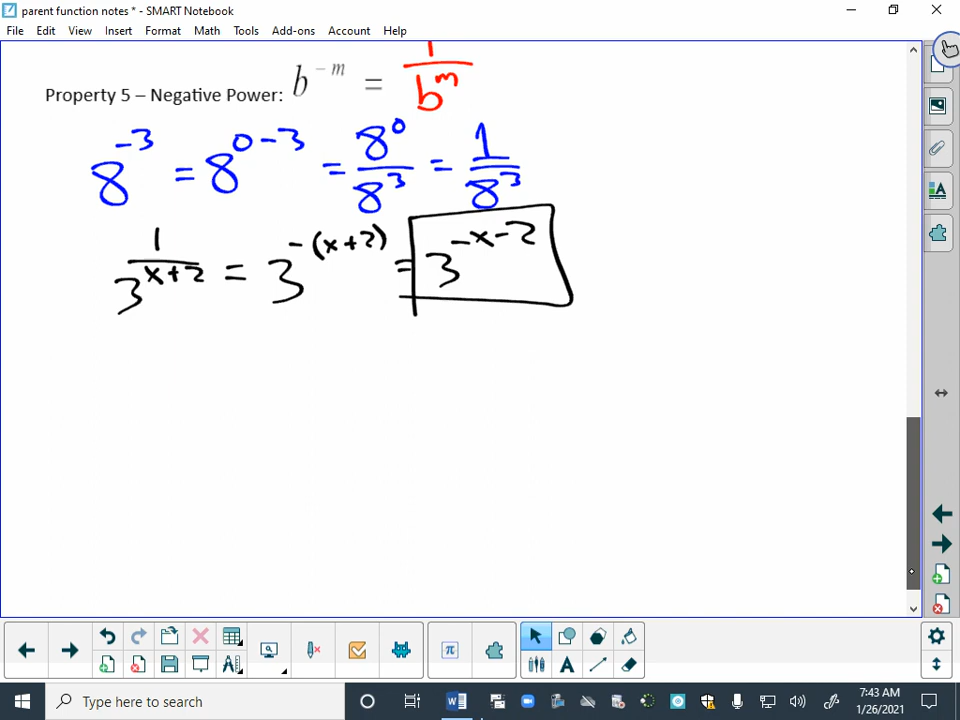 parent function notes * - SMART Notebook
File Edit View Insert Format Math Tools Add-ons Account Help
Property 5 – Negative Power: b^{-m} = 1/b^m
8^{-3} = 8^{0-3} = 8^0/8^3 = 1/8^3
1/3^{x+2} = 3^{-(x+2)} = 3^{-x-2}
Type here to search
7:43 AM
1/26/2021